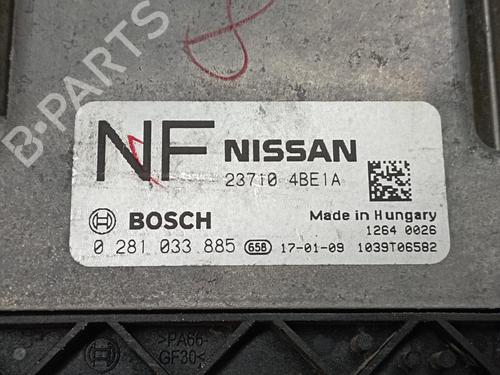 B-PARTS
NF NISSAN
23710 4BE1A
BOSCH
Made in Hungary
1264 0026
0 281 033 885 658 17-01-09 1039T06582
>PA66-
GF30<